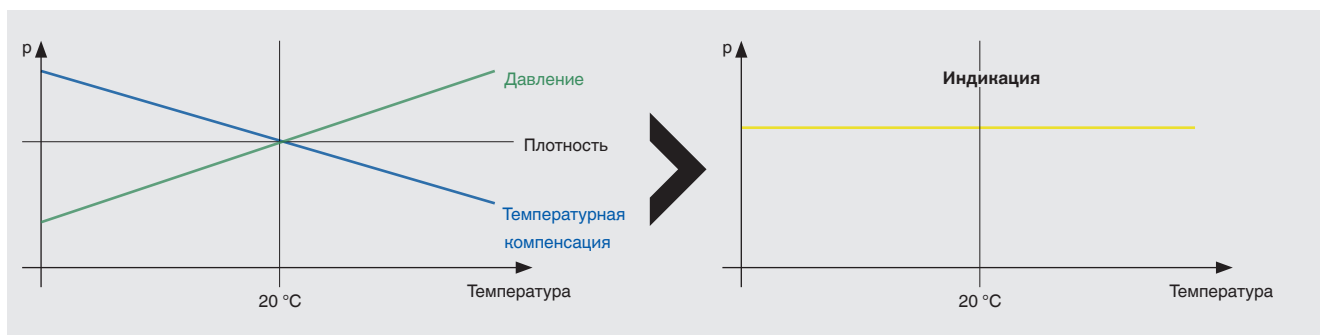 p
Давление
Плотность
Температурная
компенсация
20 °C
Температура
p
Индикация
20 °C
Температура